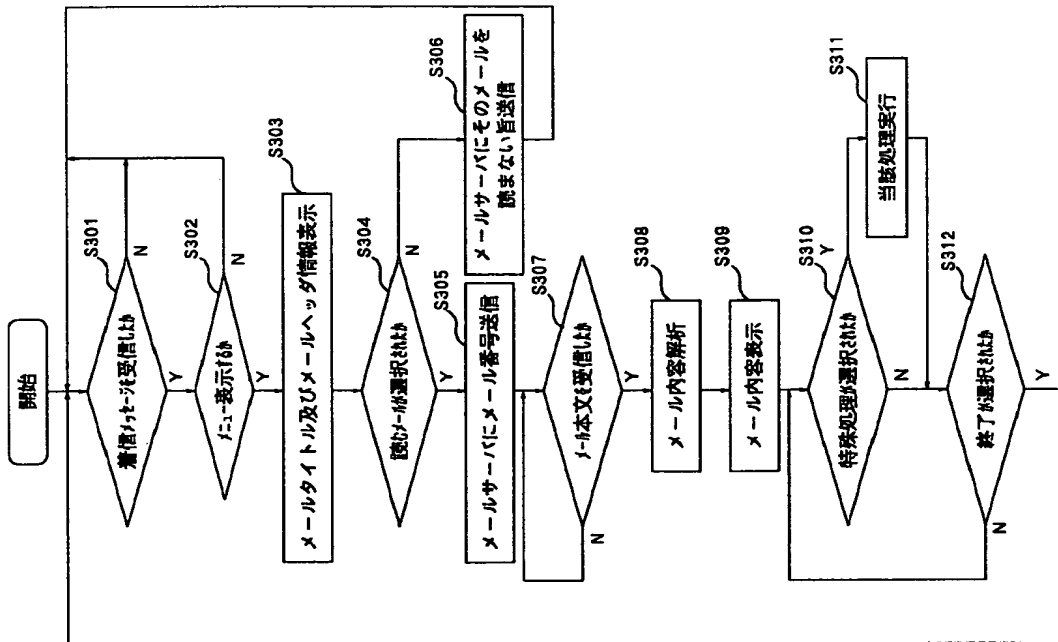 開始
S301
着信メッセージを受信したか
N
Y
S302
メニュー表示するか
N
Y
S303
メールタイトル及びメールヘッダ情報表示
S304
読むメールが選択されたか
N
Y
S305
メールサーバにメール番号送信
S306
メールサーバにそのメールを
読まない旨送信
S307
メール本文を受信したか
N
Y
S308
メール内容解析
S309
メール内容表示
S310
特殊処理が選択されたか
Y
N
S311
当該処理実行
S312
終了が選択されたか
N
Y